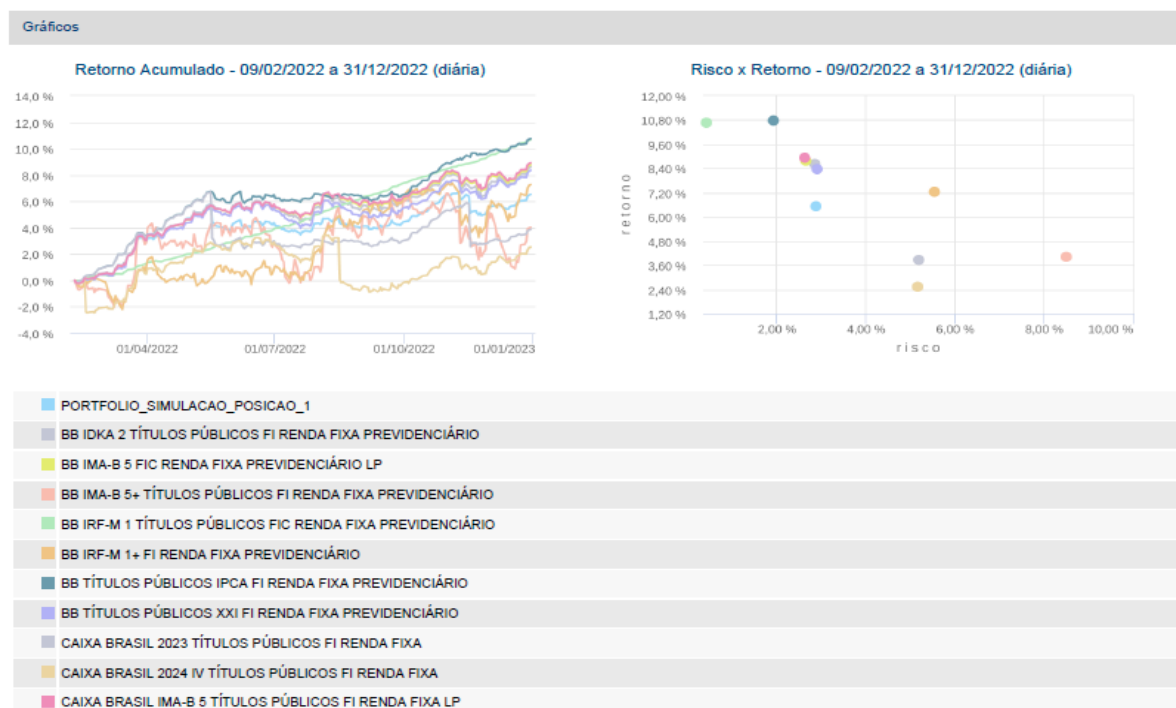 Gráficos
Retorno Acumulado - 09/02/2022 a 31/12/2022 (diária)
14,0 %
12,0 %
10,0 %
8,0 %
6,0 %
4,0 %
2,0 %
0,0 %
-2,0 %
-4,0 %
01/04/2022 01/07/2022 01/10/2022 01/01/2023
Risco x Retorno - 09/02/2022 a 31/12/2022 (diária)
12,00 %
10,80 %
9,60 %
8,40 %
7,20 %
6,00 %
4,80 %
3,60 %
2,40 %
1,20 %
retorno
2,00 % 4,00 % 6,00 % 8,00 % 10,00 %
risco
PORTFOLIO_SIMULACAO_POSICAO_1
BB IDKA 2 TÍTULOS PÚBLICOS FI RENDA FIXA PREVIDENCIÁRIO
BB IMA-B 5 FIC RENDA FIXA PREVIDENCIÁRIO LP
BB IMA-B 5+ TÍTULOS PÚBLICOS FI RENDA FIXA PREVIDENCIÁRIO
BB IRF-M 1 TÍTULOS PÚBLICOS FIC RENDA FIXA PREVIDENCIÁRIO
BB IRF-M 1+ FI RENDA FIXA PREVIDENCIÁRIO
BB TÍTULOS PÚBLICOS IPCA FI RENDA FIXA PREVIDENCIÁRIO
BB TÍTULOS PÚBLICOS XXI FI RENDA FIXA PREVIDENCIÁRIO
CAIXA BRASIL 2023 TÍTULOS PÚBLICOS FI RENDA FIXA
CAIXA BRASIL 2024 IV TÍTULOS PÚBLICOS FI RENDA FIXA
CAIXA BRASIL IMA-B 5 TÍTULOS PÚBLICOS FI RENDA FIXA LP